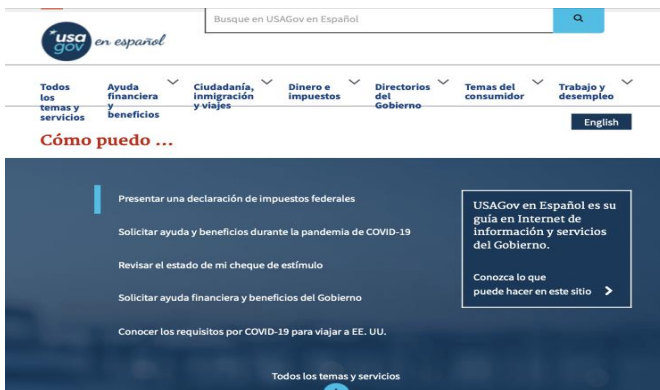 Busque en USAGov en Español
usa
gov
en español
Todos
los
temas y
servicios
Ayuda
financiera
y
beneficios
Ciudadanía,
inmigración
y viajes
Dinero e
impuestos
Directorios
del
Gobierno
Temas del
consumidor
Trabajo y
desempleo
English
Cómo puedo ...
Presentar una declaración de impuestos federales
Solicitar ayuda y beneficios durante la pandemia de COVID-19
Revisar el estado de mi cheque de estímulo
Solicitar ayuda financiera y beneficios del Gobierno
Conocer los requisitos por COVID-19 para viajar a EE. UU.
USAGov en Español es su
guía en Internet de
información y servicios
del Gobierno.
Conozca lo que
puede hacer en este sitio
Todos los temas y servicios